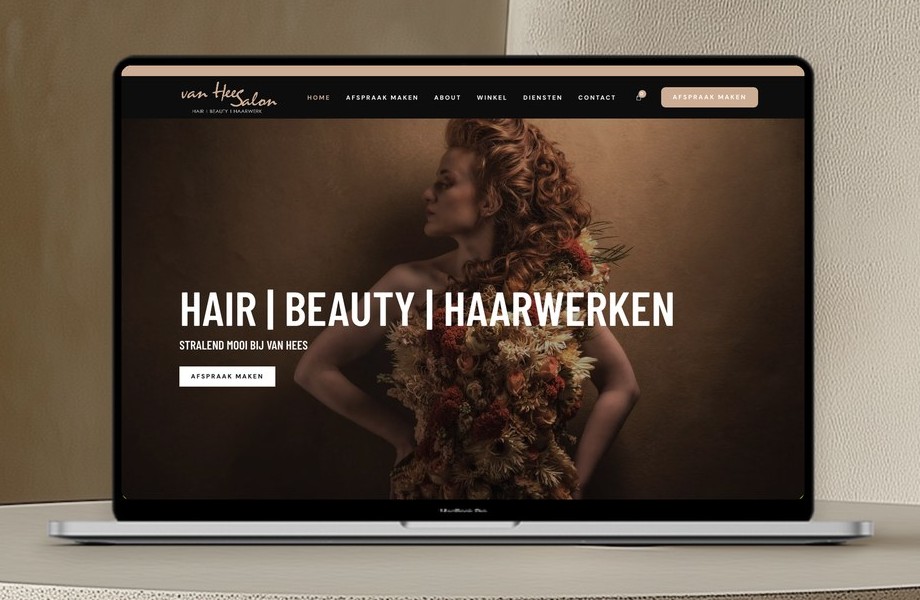 van Hees Salon
HAIR | BEAUTY | HAARWERK
HOME AFSPRAAK MAKEN ABOUT WINKEL DIENSTEN CONTACT 0 AFSPRAAK MAKEN
HAIR | BEAUTY | HAARWERKEN
STRALEND MOOI BIJ VAN HEES
AFSPRAAK MAKEN